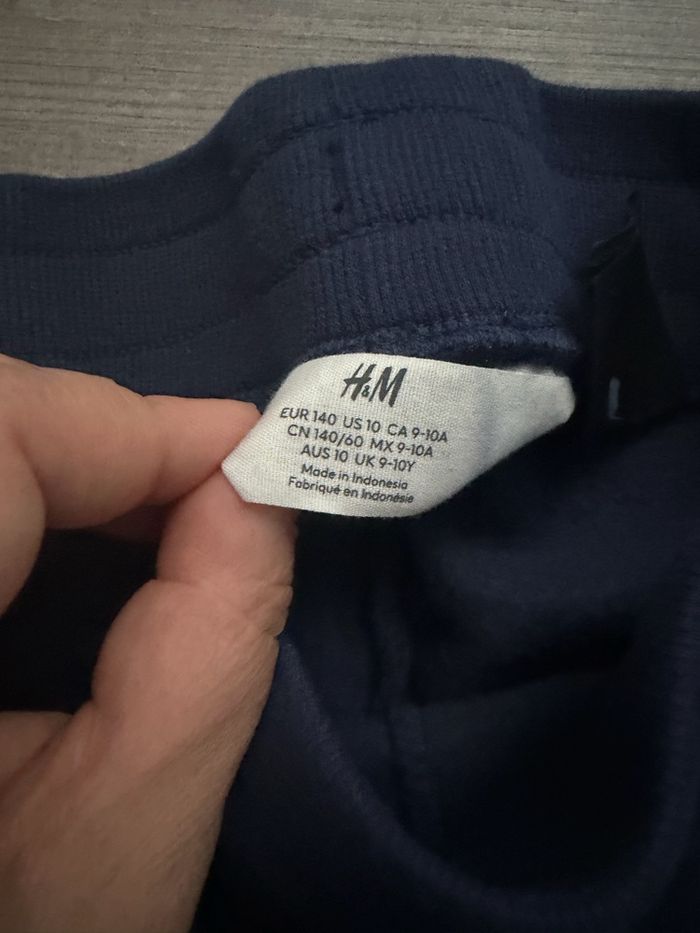 H&M
EUR 140 US 10 CA 9-10A
CN 140/60 MX 9-10A
AUS 10 UK 9-10Y
Made in Indonesia
Fabriqué en Indonésie